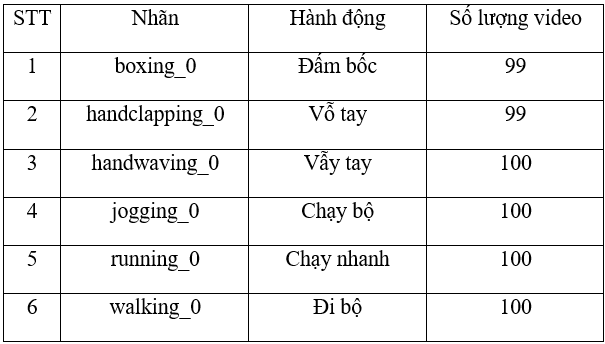 STT Nhãn Hành động Số lượng video
1 boxing_0 Đấm bốc 99
2 handclapping_0 Vỗ tay 99
3 handwaving_0 Vẫy tay 100
4 jogging_0 Chạy bộ 100
5 running_0 Chạy nhanh 100
6 walking_0 Đi bộ 100